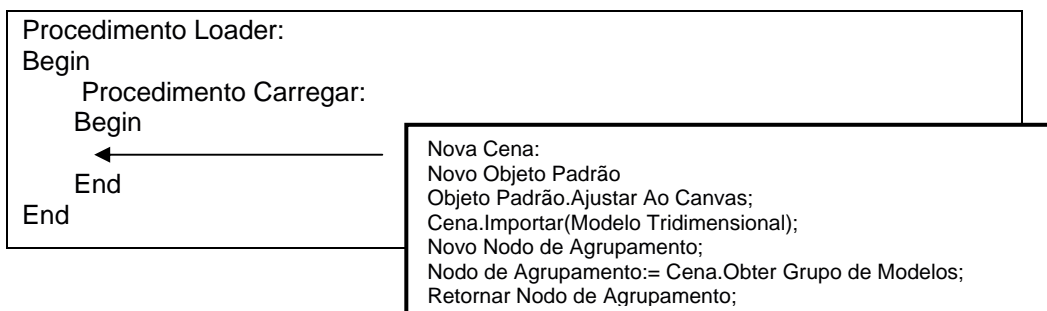 Procedimento Loader:
Begin
Procedimento Carregar:
Begin
End
End
Nova Cena:
Novo Objeto Padrão
Objeto Padrão.Ajustar Ao Canvas;
Cena.Importar(Modelo Tridimensional);
Novo Nodo de Agrupamento;
Nodo de Agrupamento:= Cena.Obter Grupo de Modelos;
Retornar Nodo de Agrupamento;